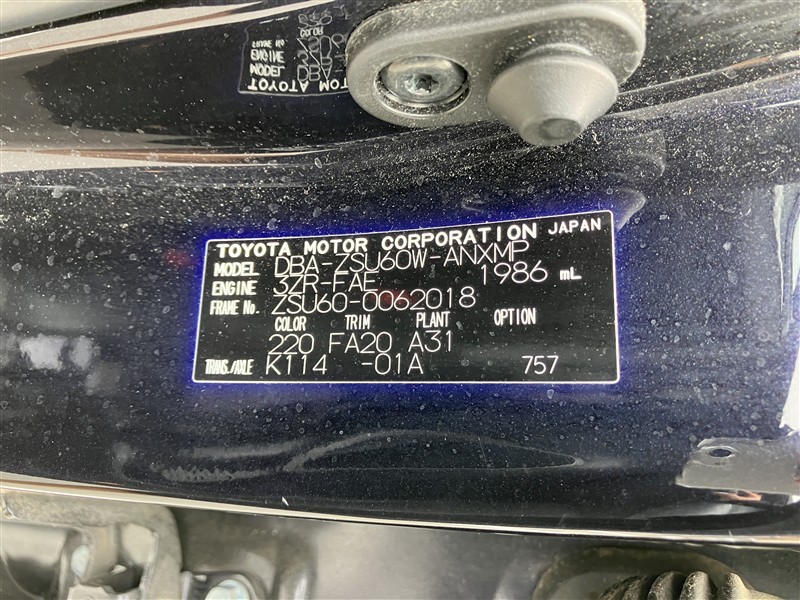 TOYOTA MOTOR CORPORATION JAPAN
MODEL DBA-ZSU60W-ANXMP
ENGINE 3ZR-FAE 1986 mL
FRAME No. ZSU60-0062018
COLOR TRIM PLANT OPTION
220 FA20 A31
TRANS./AXLE K114 -01A 757